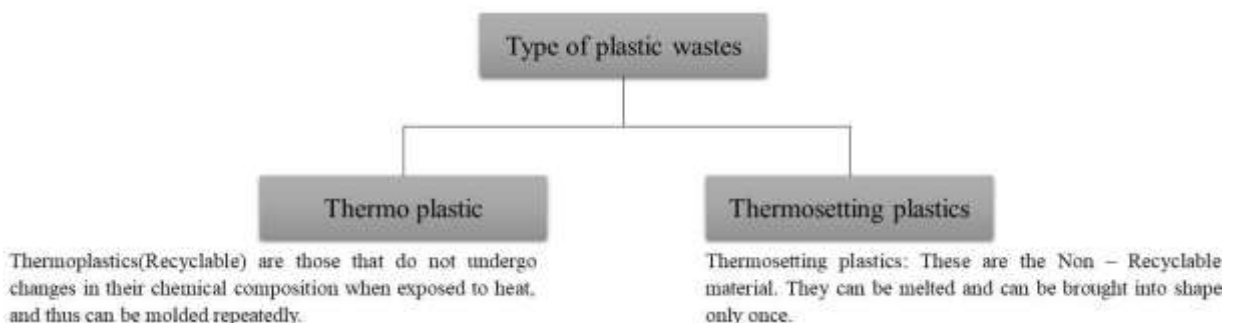 Type of plastic wastes
Thermo plastic
Thermosetting plastics
Thermoplastics(Recyclable) are those that do not undergo
changes in their chemical composition when exposed to heat,
and thus can be molded repeatedly.
Thermosetting plastics: These are the Non – Recyclable
material. They can be melted and can be brought into shape
only once.